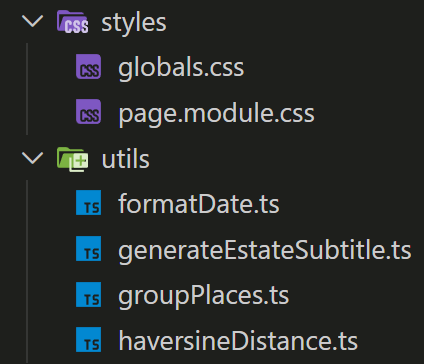 styles
globals.css
page.module.css
utils
formatDate.ts
generateEstateSubtitle.ts
groupPlaces.ts
haversineDistance.ts